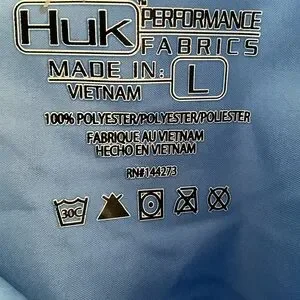 Huk PERFORMANCE
FABRICS
MADE IN: L
VIETNAM
100% POLYESTER/POLYESTER/POLIESTER
FABRIQUE AU VIETNAM
HECHO EN VIETNAM
RN#144273
30C